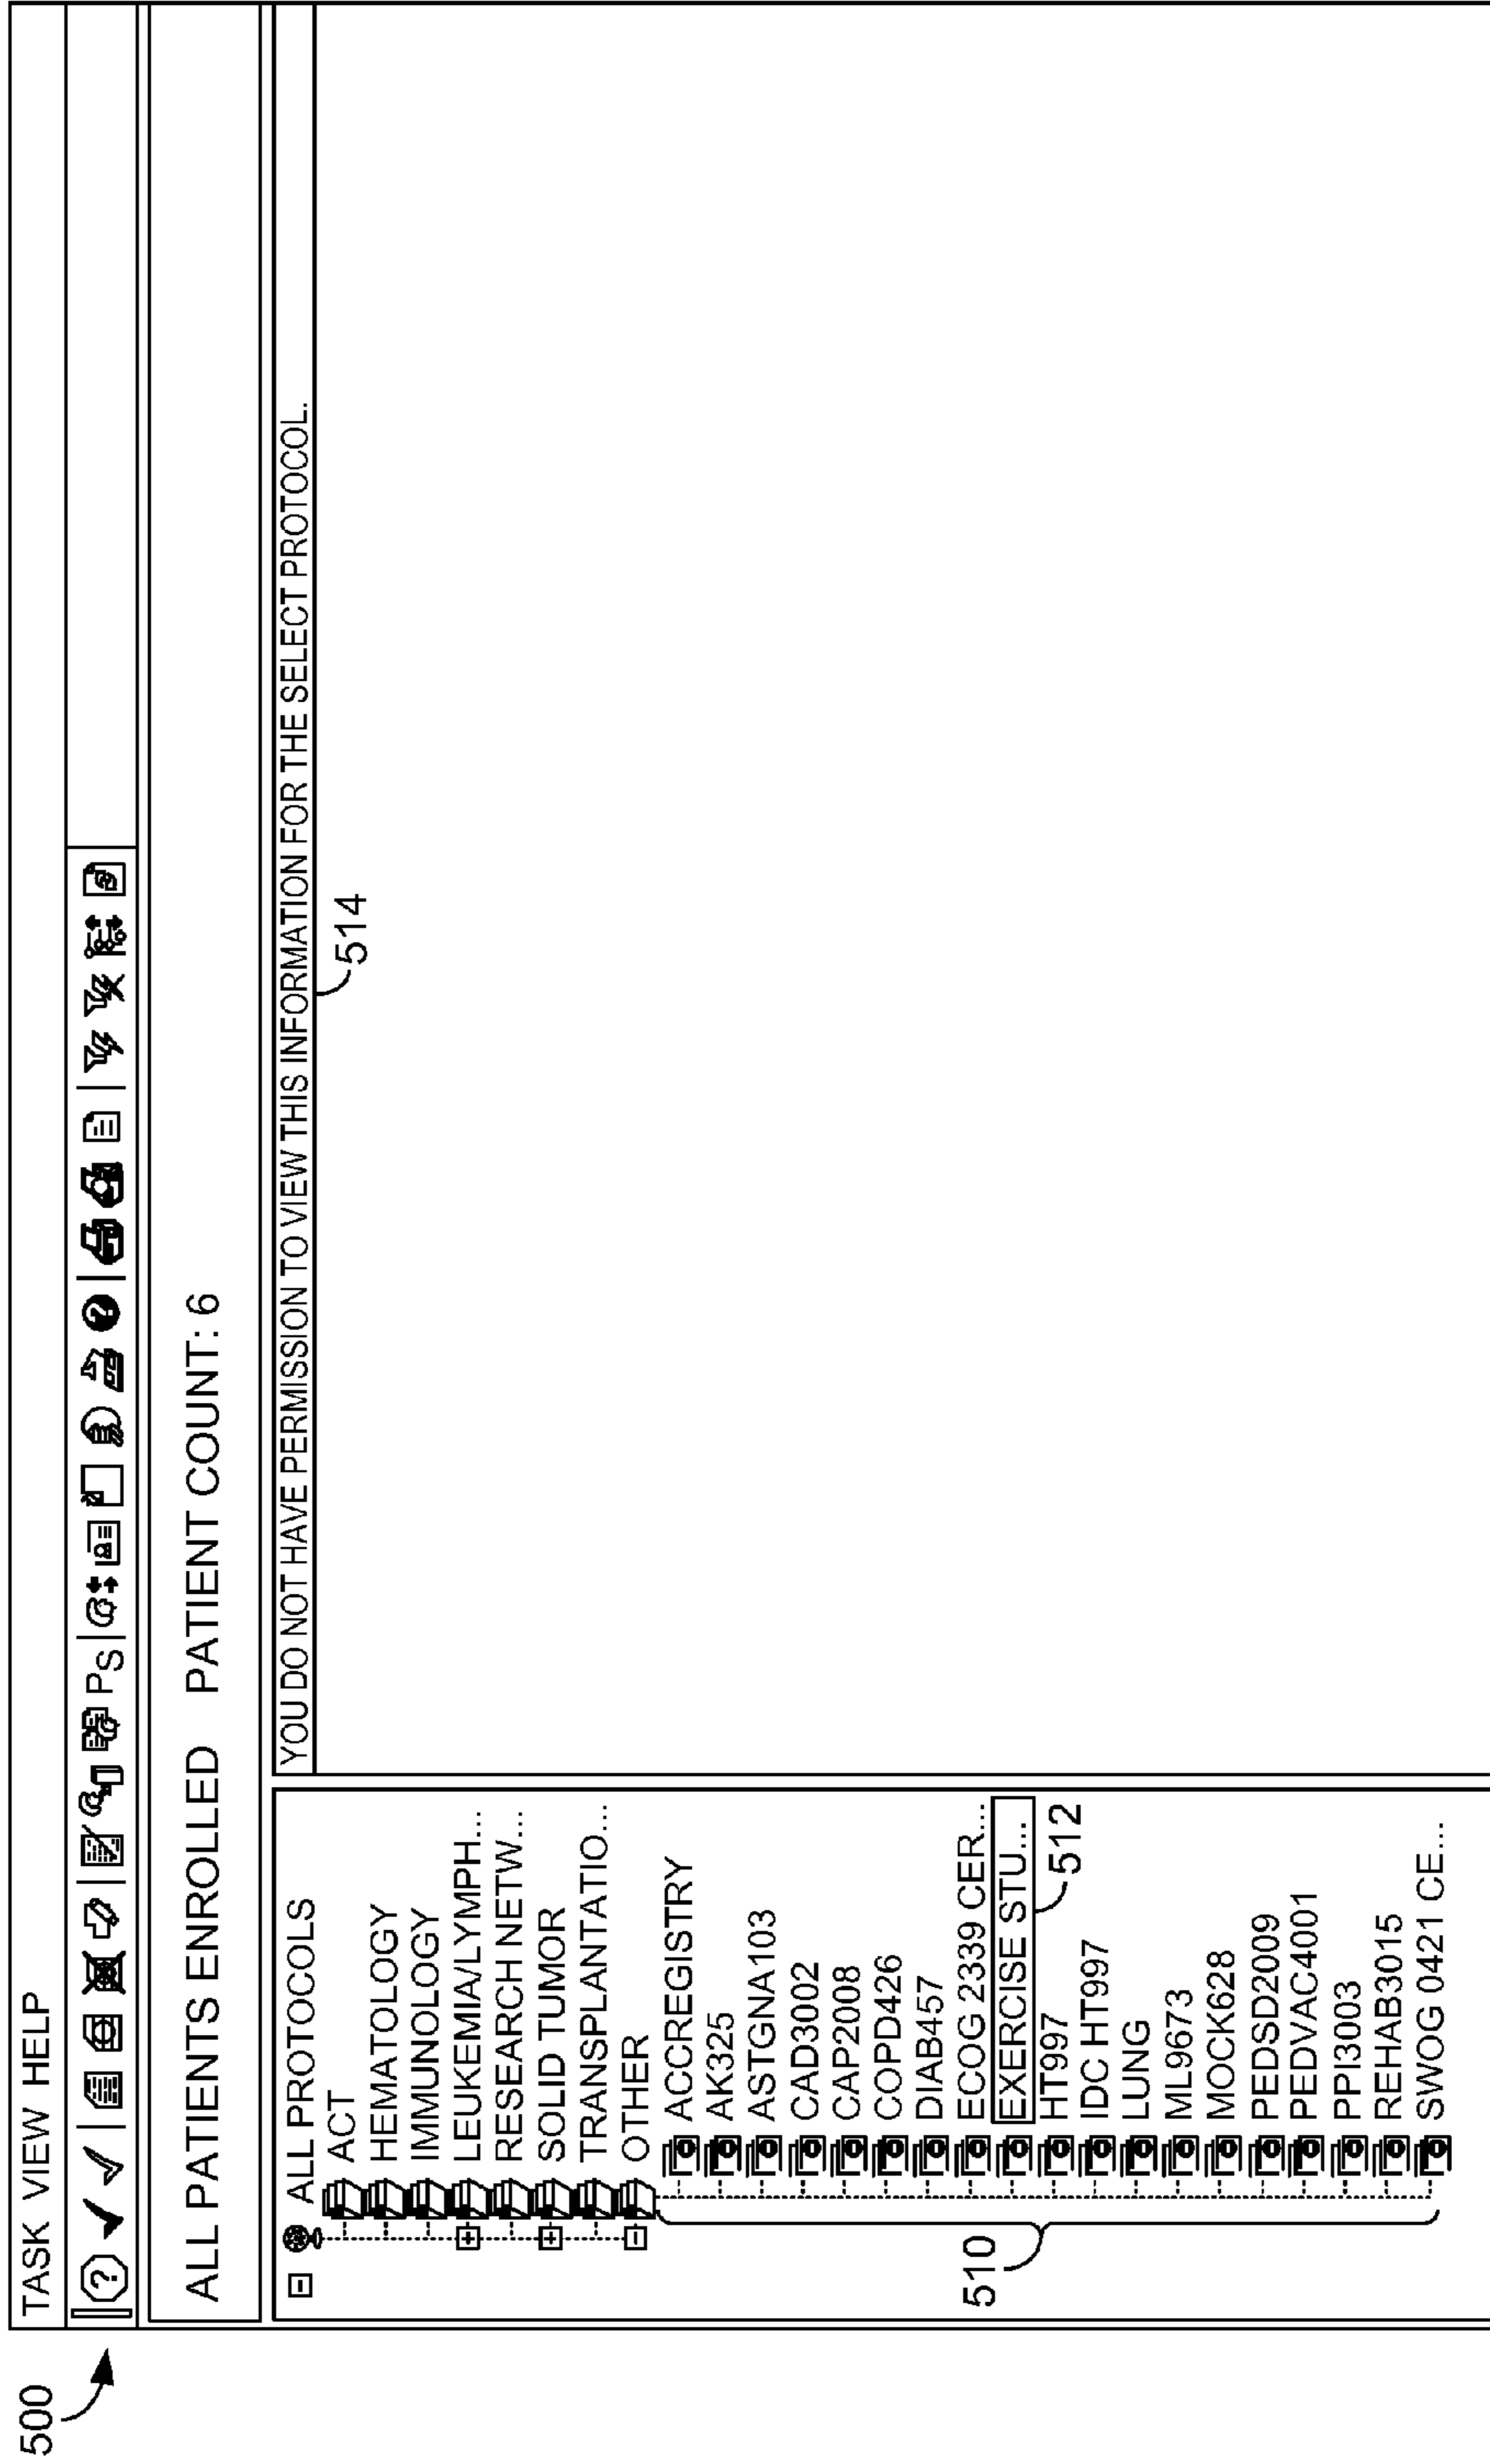 500
TASK VIEW HELP
PS
ALL PATIENTS ENROLLED PATIENT COUNT: 6
ALL PROTOCOLS
ACT
HEMATOLOGY
IMMUNOLOGY
LEUKEMIA/LYMPH...
RESEARCH NETW...
SOLID TUMOR
TRANSPLANTATIO...
OTHER
ACCREGISTRY
AK325
ASTGNA103
CAD3002
CAP2008
COPD426
DIAB457
ECOG 2339 CER...
EXERCISE STU...
HT997
IDC HT997
LUNG
ML9673
MOCK628
PEDSD2009
PEDVAC4001
PPI3003
REHAB3015
SWOG 0421 CE...
510
512
YOU DO NOT HAVE PERMISSION TO VIEW THIS INFORMATION FOR THE SELECT PROTOCOL.
514